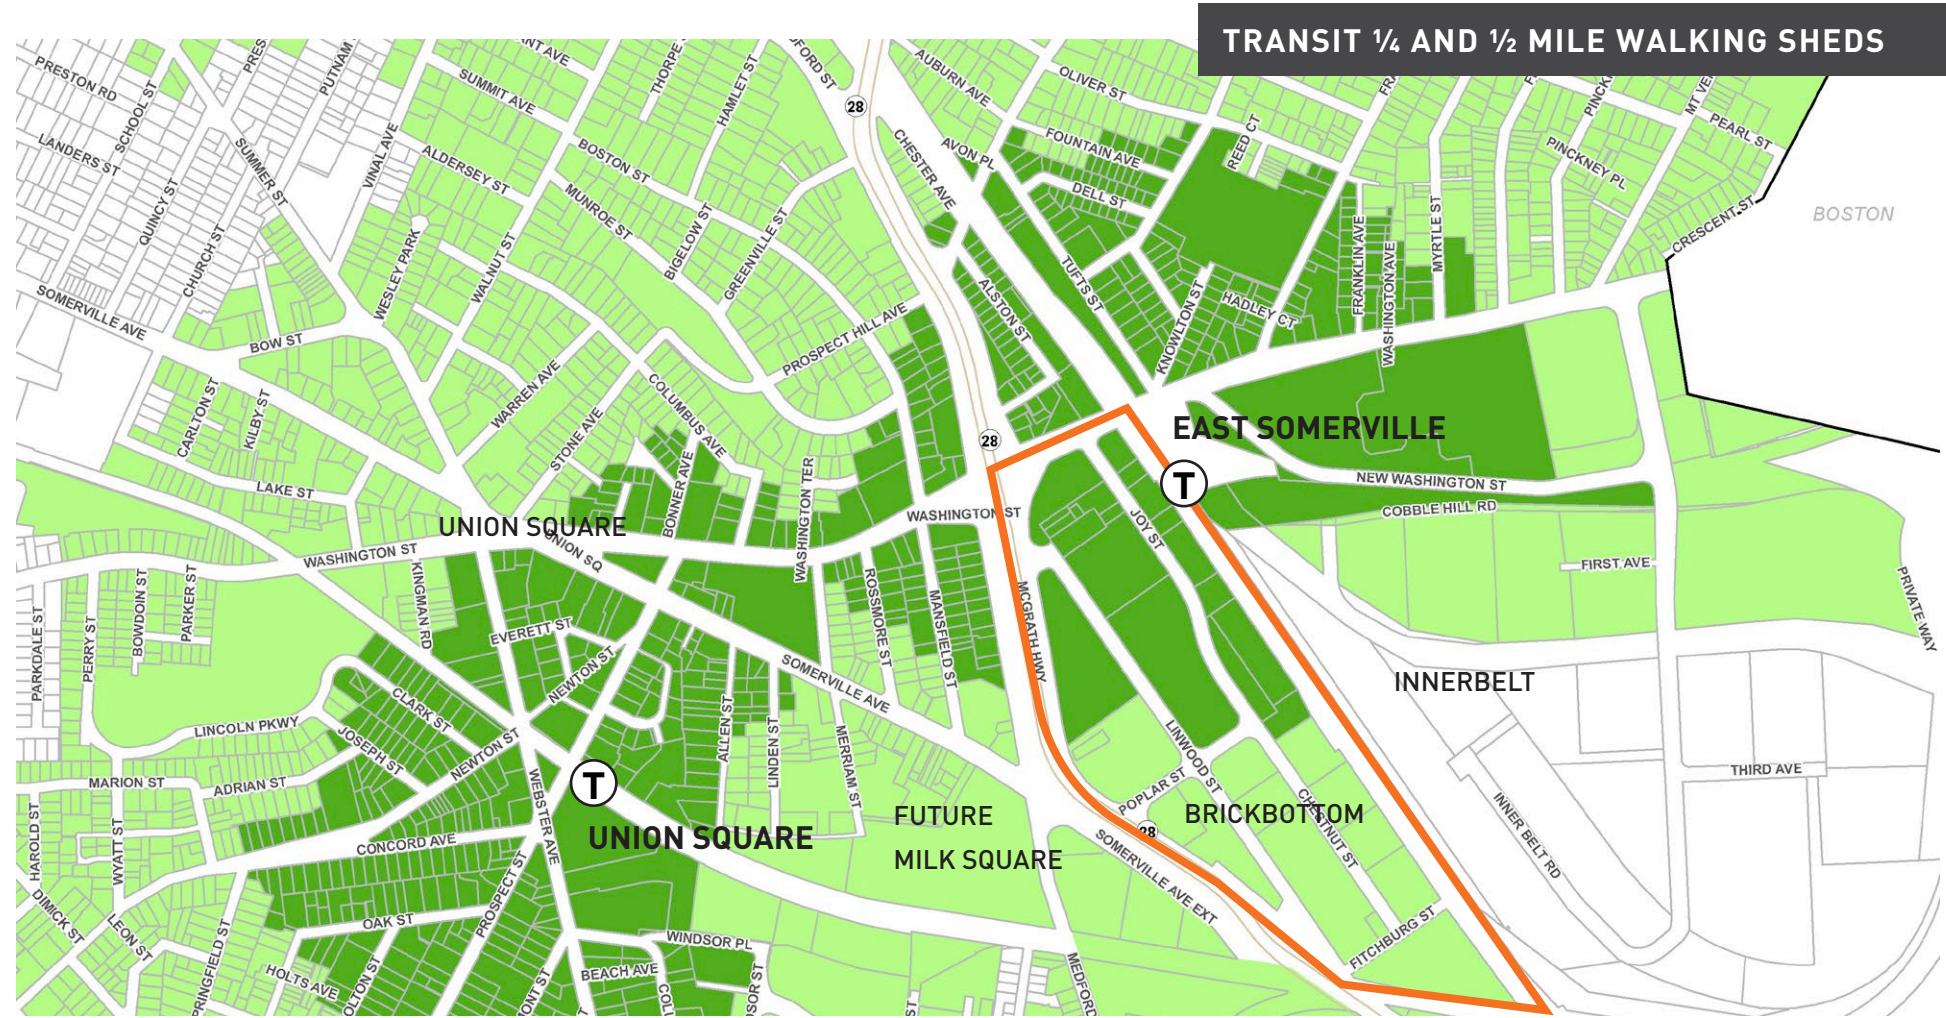 TRANSIT ¼ AND ½ MILE WALKING SHEDS
PRESTON RD
SCHOOL ST
LANDERS ST
QUINCY ST
CHURCH ST
SUMMER ST
VINAL AVE
SUMMIT AVE
ALDERSEY ST
BOSTON ST
MUNROE ST
HAMLET ST
28
CHESTER AVE
AUBURN AVE
AVON PL
OLIVER ST
FOUNTAIN AVE
DELL ST
REED CT
PINCKNEY PL
PEARL ST
CRESCENT ST
BOSTON
SOMERVILLE AVE
BOW ST
WESLEY PARK
WALNUT ST
BIGELOW ST
GREENVILLE ST
PROSPECT HILL AVE
ALSTON ST
TUFTS ST
KNOWLTON ST
HADLEY CT
FRANKLIN AVE
WASHINGTON AVE
MYRTLE ST
CARLTON ST
KILBY ST
WARREN AVE
STONE AVE
COLUMBUS AVE
BONNER AVE
WASHINGTON TER
28
EAST SOMERVILLE
T
NEW WASHINGTON ST
COBBLE HILL RD
LAKE ST
UNION SQUARE
UNION SQ
WASHINGTON ST
WASHINGTON ST
JOY ST
FIRST AVE
PRIVATE WAY
PARKDALE ST
PERRY ST
BOWDOIN ST
PARKER ST
KINGMAN RD
EVERETT ST
NEWTON ST
ROSSMORE ST
MANSFIELD ST
MCGRATH HWY
INNERBELT
SOMERVILLE AVE
CLARK ST
LINCOLN PKWY
JOSEPH ST
NEWTON ST
ALLEN ST
LINDEN ST
MERRIAM ST
LINWOOD ST
THIRD AVE
MARION ST
ADRIAN ST
WEBSTER AVE
T
UNION SQUARE
FUTURE
MILK SQUARE
POPLAR ST
28
BRICKBOTTOM
CHESTNUT ST
INNER BELT RD
HAROLD ST
WYATT ST
CONCORD AVE
PROSPECT ST
SOMERVILLE AVE EXT
DIMICK ST
LEON ST
OAK ST
WINDSOR PL
FITCHBURG ST
HOLTS AVE
BEACH AVE
MEDFORD